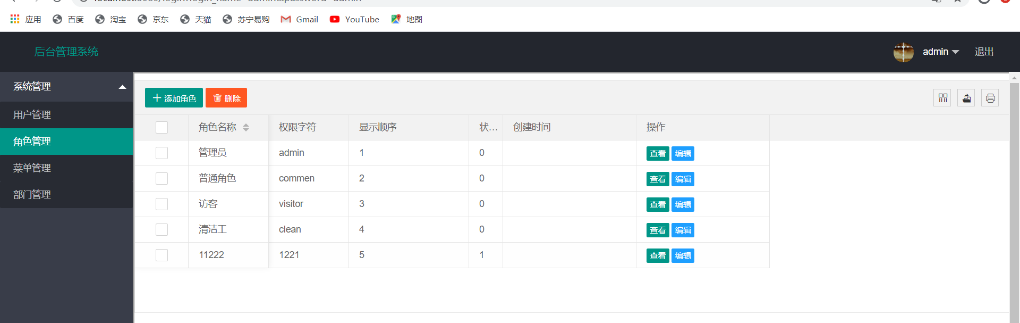 应用 百度 淘宝 京东 天猫 苏宁易购 Gmail YouTube 地图
后台管理系统 admin 退出
系统管理
用户管理
角色管理
菜单管理
部门管理
添加角色 删除
角色名称 权限字符 显示顺序 状... 创建时间 操作
管理员 admin 1 0 查看 编辑
普通角色 commen 2 0 查看 编辑
访客 visitor 3 0 查看 编辑
清洁工 clean 4 0 查看 编辑
11222 1221 5 1 查看 编辑